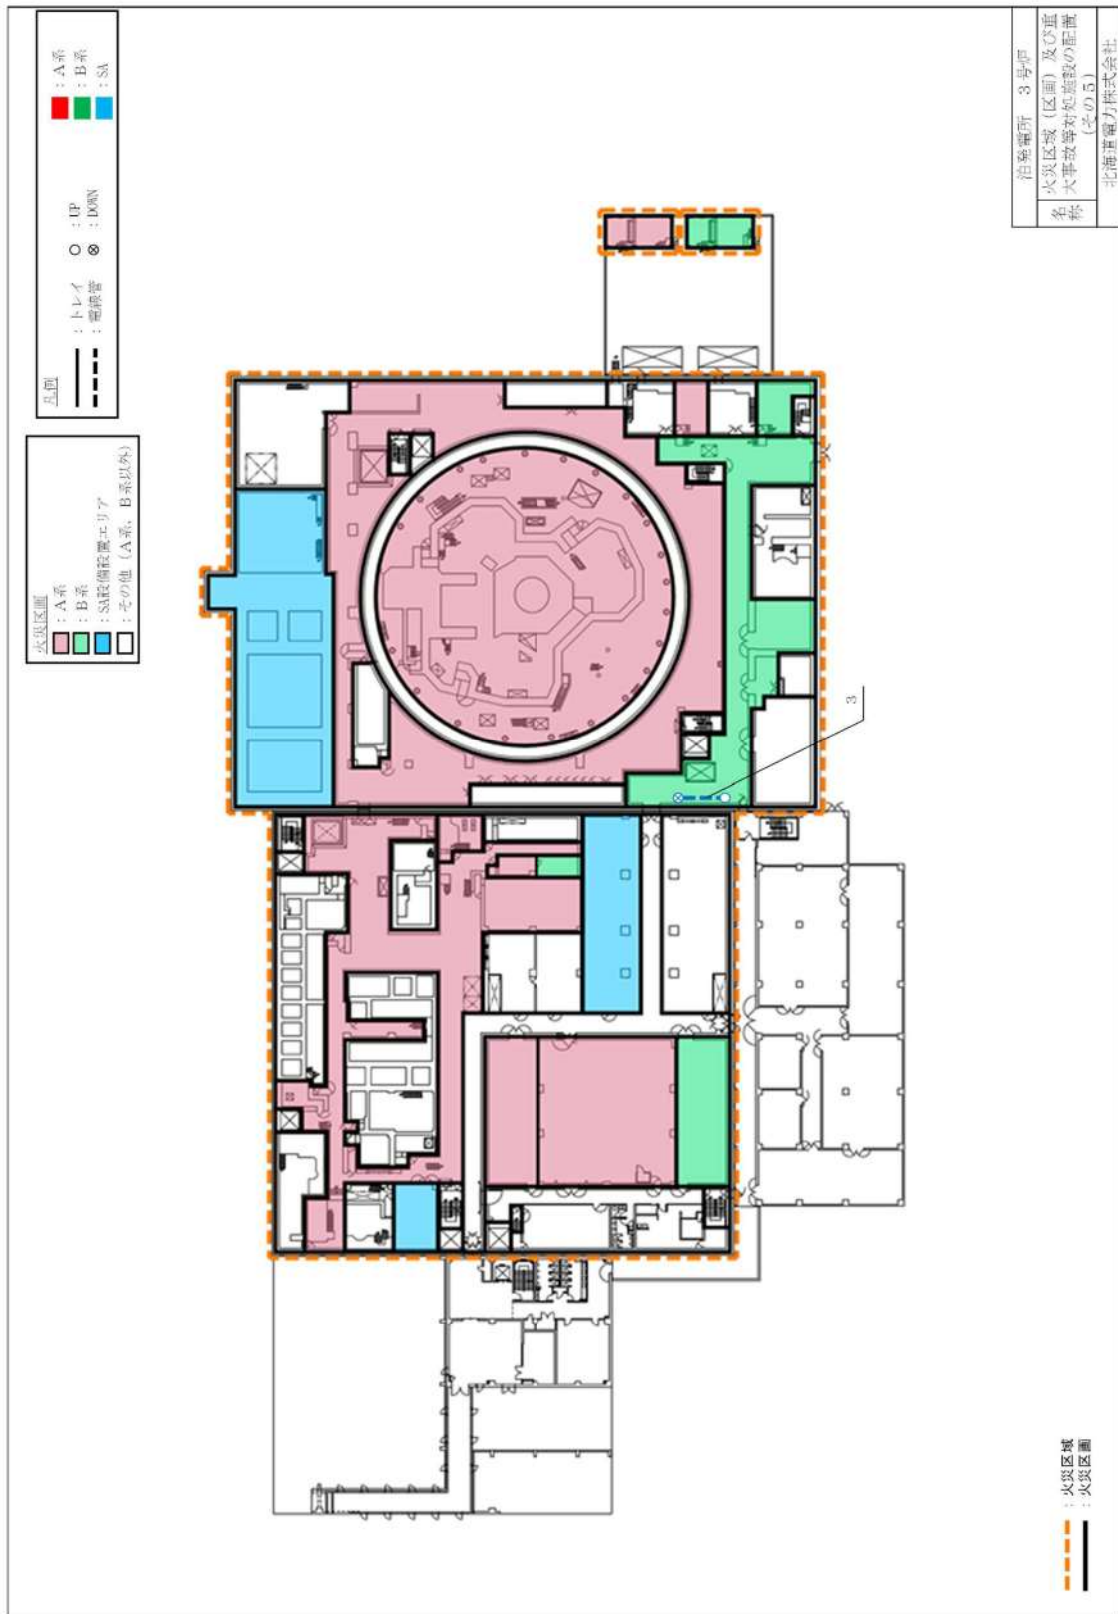 泊発電所　3号炉
名称
火災区域（区画）及び重
大事故等対処施設の配置
（その5）
北海道電力株式会社
凡例
：トレイ
：電線管
○：UP
⊗：DOWN
：A系
：B系
：SA
火災区画
：A系
：B系
：SA設備設置エリア
：その他（A系，B系以外）
3
：火災区域
：火災区画